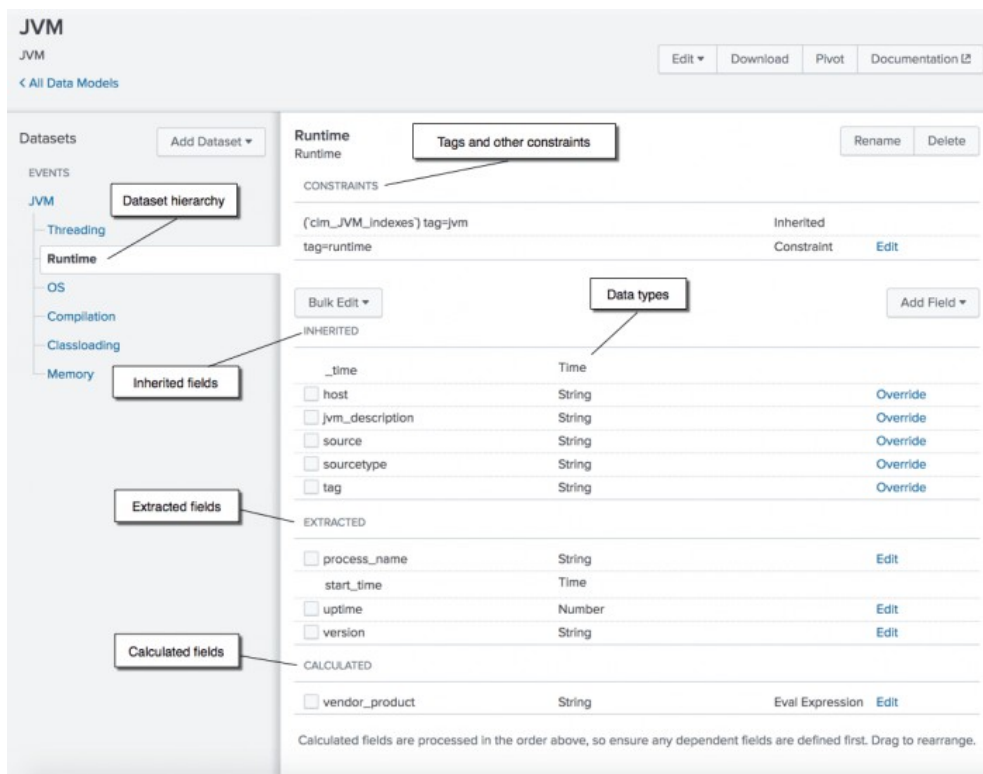 JVM
JVM
Edit ▾ Download Pivot Documentation
< All Data Models
Datasets
Add Dataset ▾
EVENTS
JVM
Threading
Runtime
OS
Compilation
Classloading
Memory
Dataset hierarchy
Inherited fields
Extracted fields
Calculated fields
Runtime
Runtime
Tags and other constraints
Rename Delete
CONSTRAINTS
(`cim_JVM_indexes`) tag=jvm Inherited
tag=runtime Constraint Edit
Bulk Edit ▾
Data types
Add Field ▾
INHERITED
_time Time
host String Override
jvm_description String Override
source String Override
sourcetype String Override
tag String Override
EXTRACTED
process_name String Edit
start_time Time
uptime Number Edit
version String Edit
CALCULATED
vendor_product String Eval Expression Edit
Calculated fields are processed in the order above, so ensure any dependent fields are defined first. Drag to rearrange.